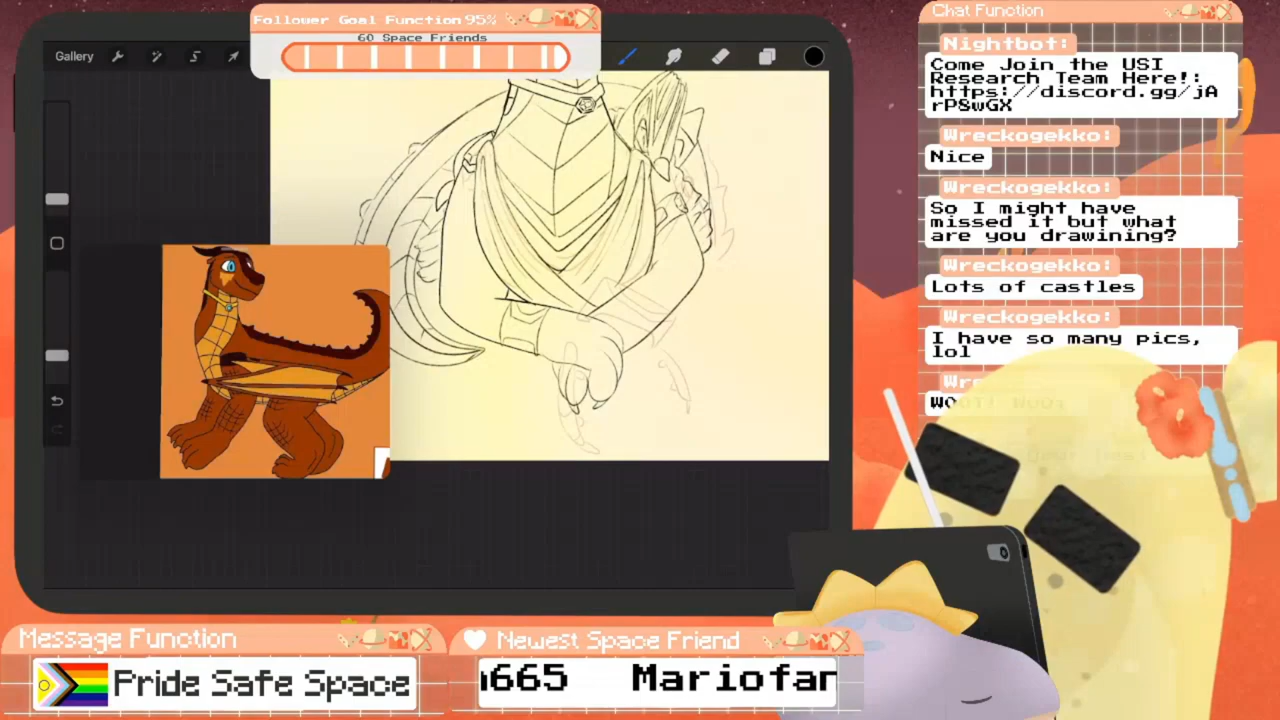 Follower Goal Function 95%
60 Space Friends
Gallery
Chat Function
Nightbot:
Come Join the USI
Research Team Here!:
https://discord.gg/jA
rP8wGX
Wreckogekko:
Nice
Wreckogekko:
So I might have
missed it but what
are you drawining?
Wreckogekko:
Lots of castles
Wreckogekko:
I have so many pics,
lol
Message Function
Pride Safe Space
Newest Space Friend
665 Mariofan